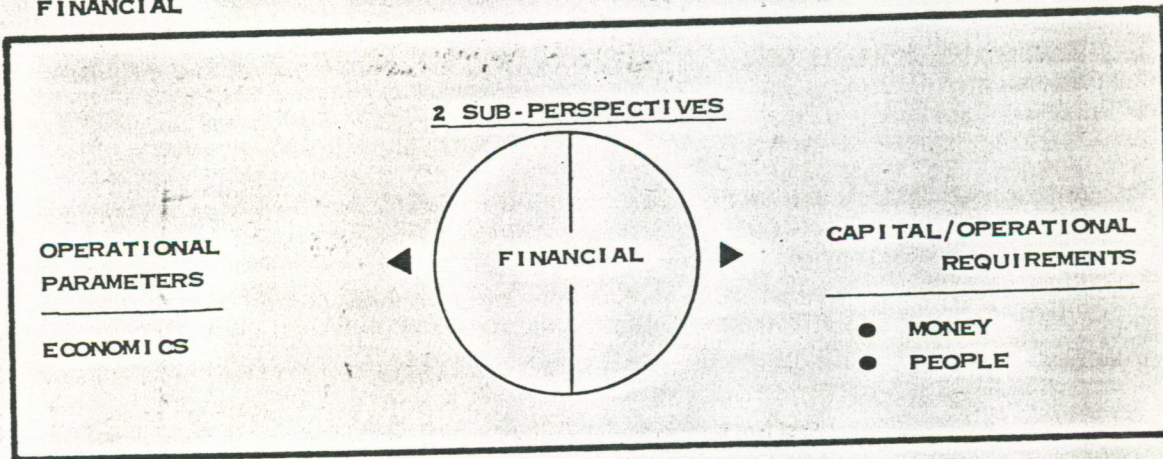 FINANCIAL
2 SUB-PERSPECTIVES
OPERATIONAL
PARAMETERS
ECONOMICS
FINANCIAL
CAPITAL/OPERATIONAL
REQUIREMENTS
● MONEY
● PEOPLE